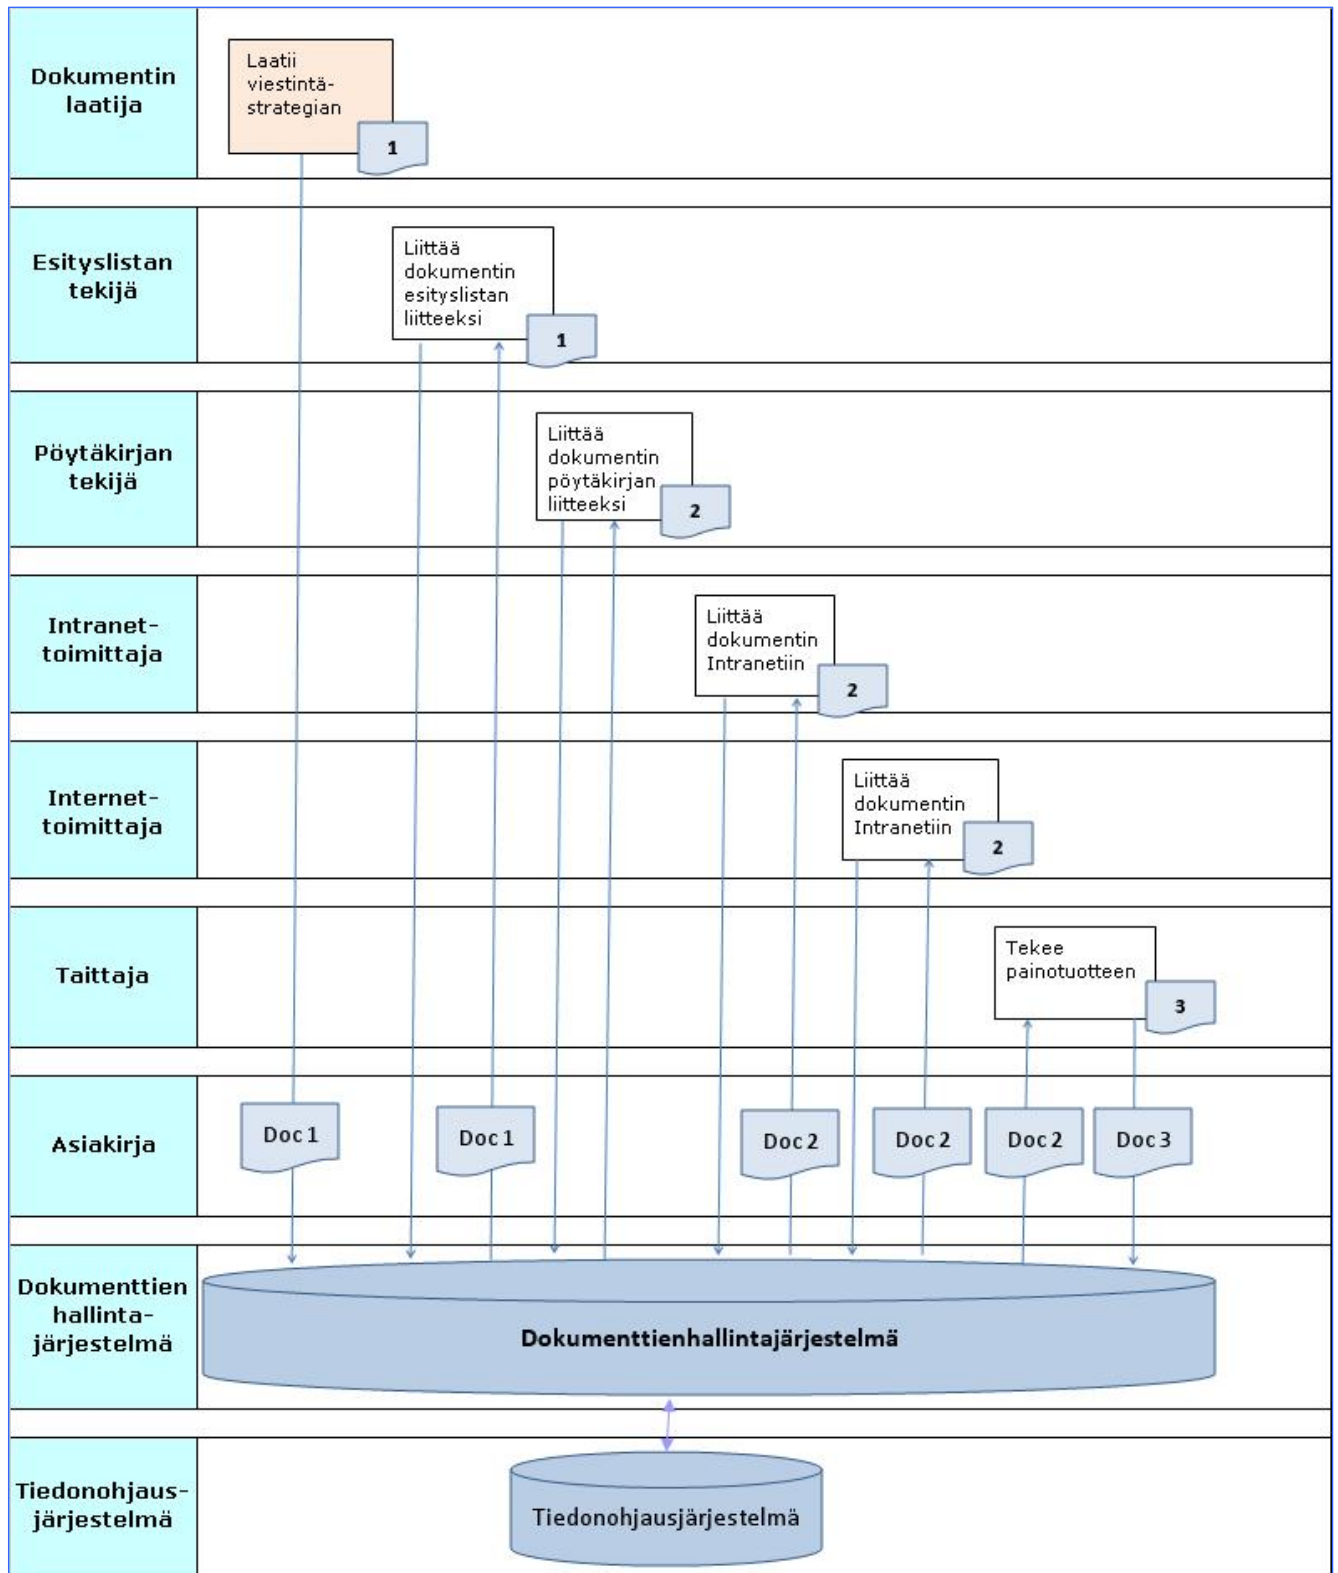 Dokumentin
laatija
Laatii
viestintä-
strategian
1
Esityslistan
tekijä
Liittää
dokumentin
esityslistan
liitteeksi
1
Pöytäkirjan
tekijä
Liittää
dokumentin
pöytäkirjan
liitteeksi
2
Intranet-
toimittaja
Liittää
dokumentin
Intranetiin
2
Internet-
toimittaja
Liittää
dokumentin
Intranetiin
2
Taittaja
Tekee
painotuotteen
3
Asiakirja
Doc 1
Doc 1
Doc 2
Doc 2
Doc 2
Doc 3
Dokumenttien
hallinta-
järjestelmä
Dokumenttienhallintajärjestelmä
Tiedonohjaus-
järjestelmä
Tiedonohjausjärjestelmä